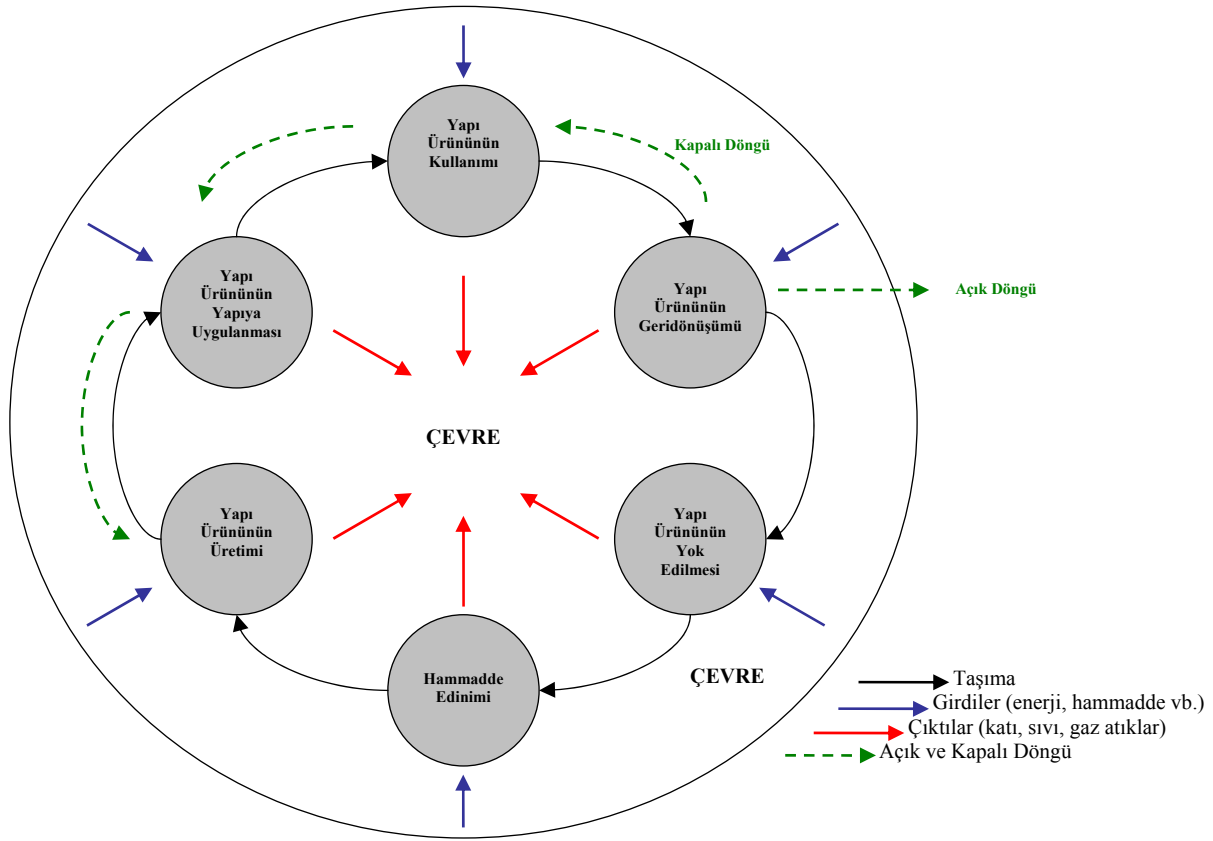 Yapı
Ürününün
Kullanımı
Kapalı Döngü
Yapı
Ürününün
Yapıya
Uygulanması
Yapı
Ürününün
Geridönüşümü
Açık Döngü
ÇEVRE
Yapı
Ürününün
Üretimi
Yapı
Ürününün
Yok
Edilmesi
Hammadde
Edinimi
ÇEVRE
Taşıma
Girdiler (enerji, hammadde vb.)
Çıktılar (katı, sıvı, gaz atıklar)
Açık ve Kapalı Döngü